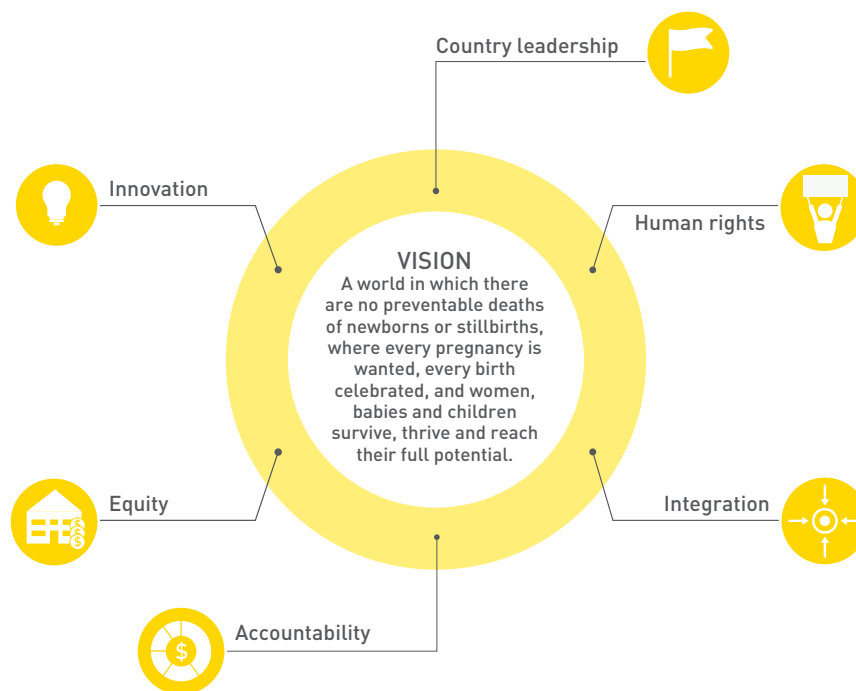 Country leadership
Innovation
Human rights
VISION
A world in which there
are no preventable deaths
of newborns or stillbirths,
where every pregnancy is
wanted, every birth
celebrated, and women,
babies and children
survive, thrive and reach
their full potential.
Equity
$
$
$
Integration
Accountability
$